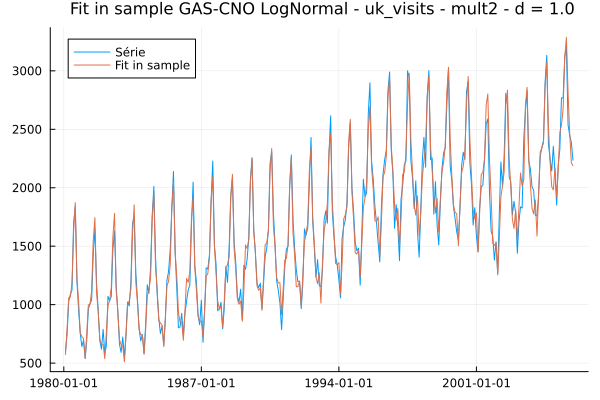 Fit in sample GAS-CNO LogNormal - uk_visits - mult2 - d = 1.0
Série
Fit in sample
3000
2500
2000
1500
1000
500
1980-01-01 1987-01-01 1994-01-01 2001-01-01